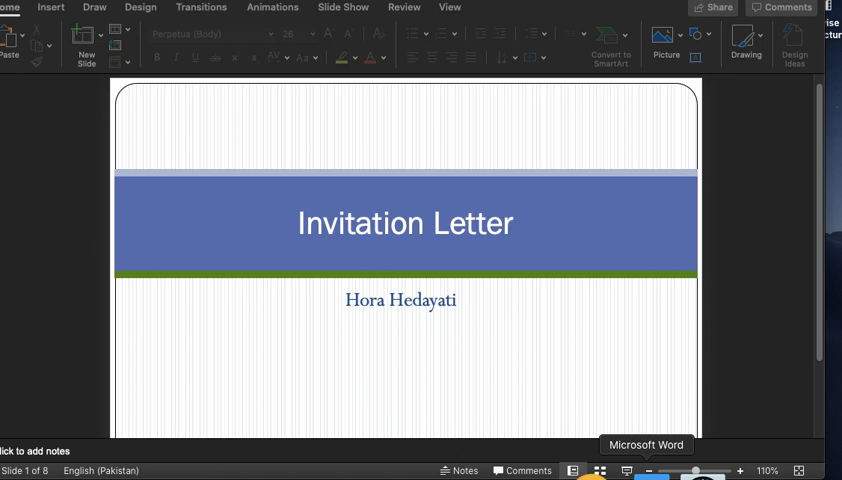 ome Insert Draw Design Transitions Animations Slide Show Review View Share Comments
Paste
New
Slide
Perpetua (Body) 26
Convert to
SmartArt
Picture
Drawing
Design
Ideas
rise
ctur
Invitation Letter
Hora Hedayati
lick to add notes
Microsoft Word
Slide 1 of 8 English (Pakistan) Notes Comments 110%